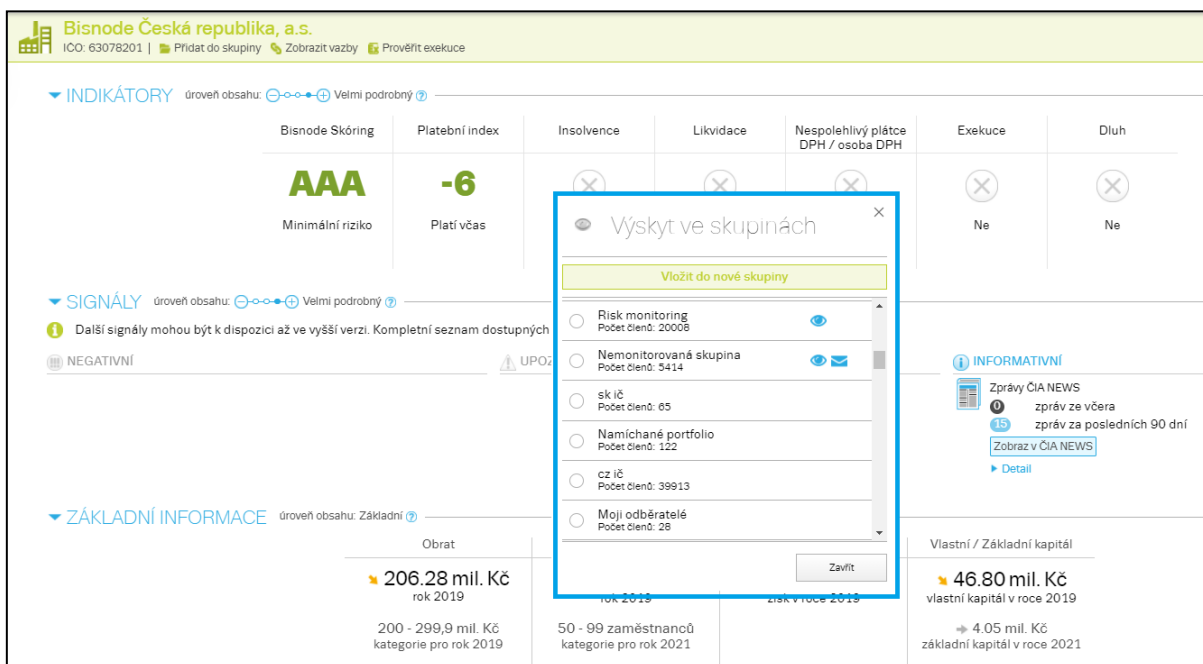 Bisnode Česká republika, a.s.
IČO: 63078201 | Přidat do skupiny Zobrazit vazby Prověřit exekuce
INDIKÁTORY úroveň obsahu: Velmi podrobný
Bisnode Skóring
Platební index
Insolvence
Likvidace
Nespolehlivý plátce
DPH / osoba DPH
Exekuce
Dluh
AAA
-6
Minimální riziko
Platí včas
Ne
Ne
Výskyt ve skupinách
Vložit do nové skupiny
Risk monitoring
Počet členů: 20008
Nemonitorovaná skupina
Počet členů: 5414
sk ič
Počet členů: 65
Namíchané portfolio
Počet členů: 122
cz ič
Počet členů: 39913
Moji odběratelé
Počet členů: 28
Zavřít
SIGNÁLY úroveň obsahu: Velmi podrobný
Další signály mohou být k dispozici až ve vyšší verzi. Kompletní seznam dostupných
NEGATIVNÍ
UPOZ
INFORMATIVNÍ
Zprávy ČIA NEWS
0 zpráv ze včera
15 zpráv za posledních 90 dní
Zobraz v ČIA NEWS
Detail
ZÁKLADNÍ INFORMACE úroveň obsahu: Základní
Obrat
Vlastní / Základní kapitál
206.28 mil. Kč
rok 2019
rok 2019
zisk v roce 2019
46.80 mil. Kč
vlastní kapitál v roce 2019
200 - 299,9 mil. Kč
kategorie pro rok 2019
50 - 99 zaměstnanců
kategorie pro rok 2021
4.05 mil. Kč
základní kapitál v roce 2021